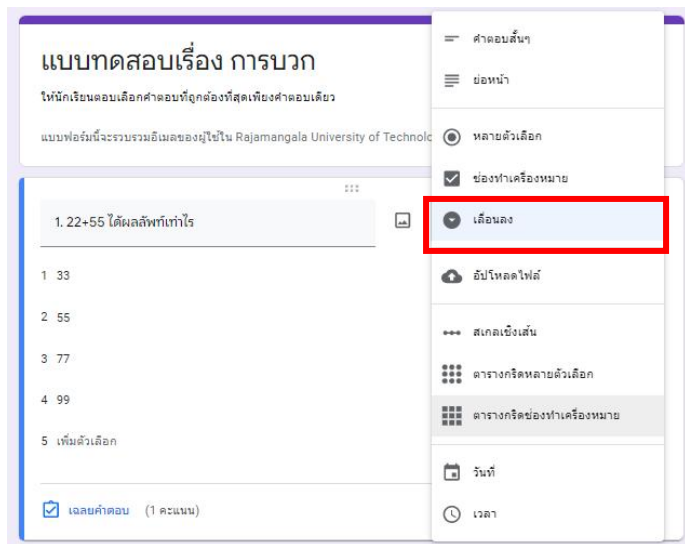 แบบทดสอบเรื่อง การบวก
ให้นักเรียนตอบเลือกคำตอบที่ถูกต้องที่สุดเพียงคำตอบเดียว
แบบฟอร์มนี้จะรวบรวมอีเมลของผู้ใช้ใน Rajamangala University of Technolo
1. 22+55 ได้ผลลัพท์เท่าไร
1 33
2 55
3 77
4 99
5 เพิ่มตัวเลือก
เฉลยคำตอบ (1 คะแนน)
คำตอบสั้นๆ
ย่อหน้า
หลายตัวเลือก
ช่องทำเครื่องหมาย
เลื่อนลง
อัปโหลดไฟล์
สเกลเชิงเส้น
ตารางกริดหลายตัวเลือก
ตารางกริดช่องทำเครื่องหมาย
วันที่
เวลา